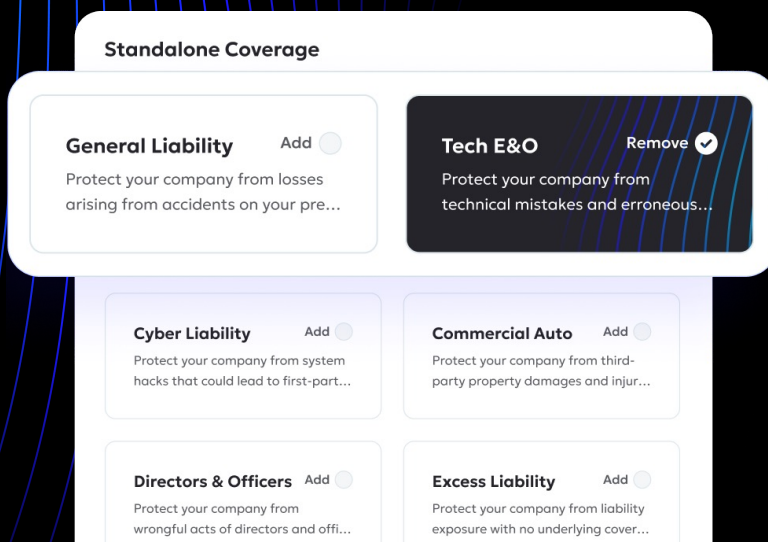 Standalone Coverage
General Liability Add
Protect your company from losses
arising from accidents on your pre...
Tech E&O Remove
Protect your company from
technical mistakes and erroneous...
Cyber Liability Add
Protect your company from system
hacks that could lead to first-part...
Commercial Auto Add
Protect your company from third-
party property damages and injur...
Directors & Officers Add
Protect your company from
wrongful acts of directors and offi...
Excess Liability Add
Protect your company from liability
exposure with no underlying cover...